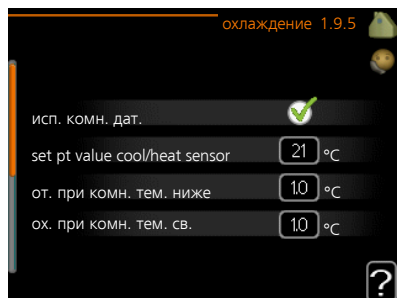 охлаждение 1.9.5
исп. комн. дат.
set pt value cool/heat sensor 21 °C
от. при комн. тем. ниже 1.0 °C
ох. при комн. тем. св. 1.0 °C
?